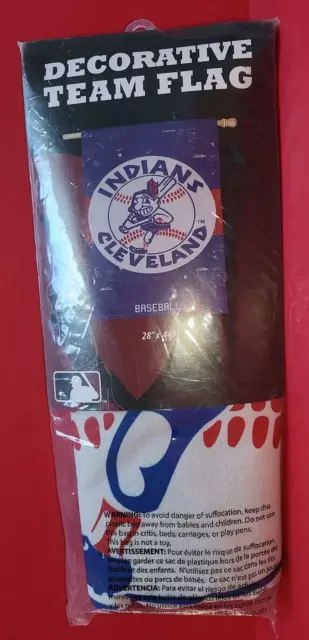 DECORATIVE
TEAM FLAG
INDIANS
CLEVELAND
TM
BASEBALL
28" x 44"
WARNING: To avoid danger of suffocation, keep this
plastic bag away from babies and children. Do not use
this bag in cribs, beds, carriages, or play pens.
This bag is not a toy.
AVERTISSEMENT: Pour éviter le risque de suffocation,
garder ce sac de plastique hors de la portée des
bébés et des enfants. N'utilisez pas ce sac dans les lits
ou parcs de bébés. Ce sac n'est pas un
ADVERTENCIA: Para evitar el riesgo de